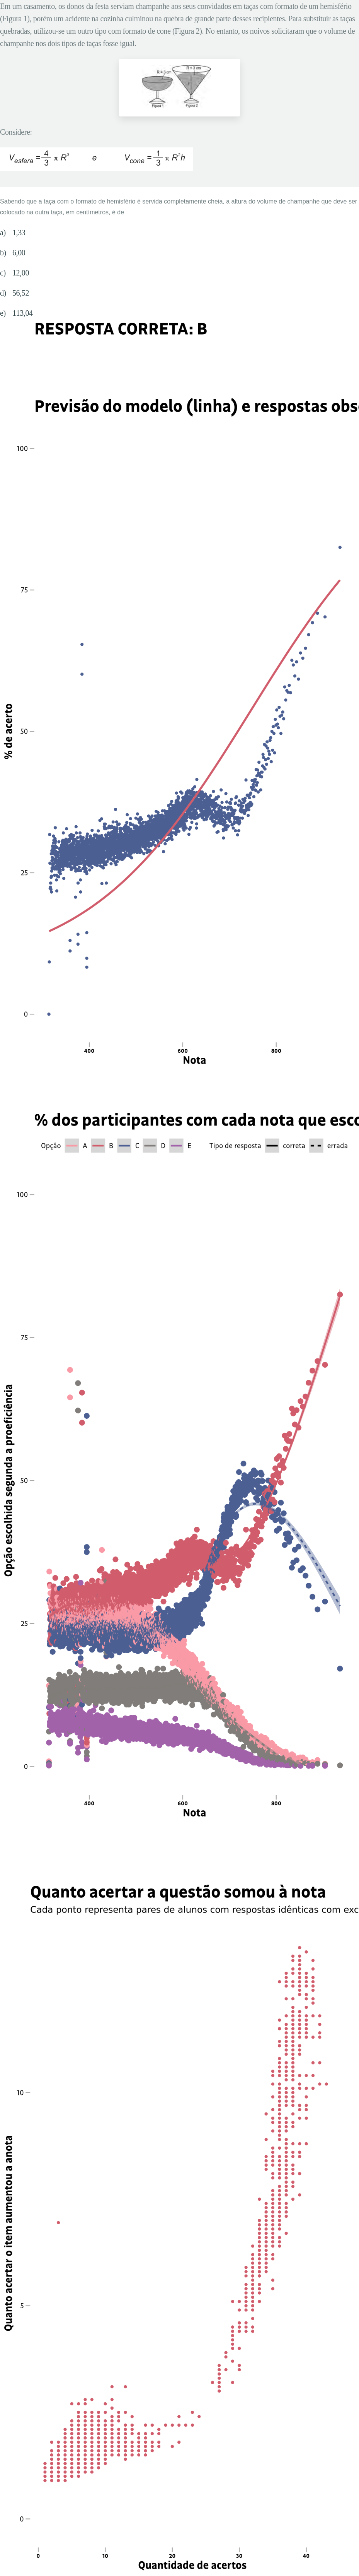 Em um casamento, os donos da festa serviam champanhe aos seus convidados em taças com formato de um hemisfério
(Figura 1), porém um acidente na cozinha culminou na quebra de grande parte desses recipientes. Para substituir as taças
quebradas, utilizou-se um outro tipo com formato de cone (Figura 2). No entanto, os noivos solicitaram que o volume de
champanhe nos dois tipos de taças fosse igual.
R = 3 cm
R = 3 cm
Figura 1
Figura 2
Considere:
V esfera = 4/3 π R³ e V cone = 1/3 π R² h
Sabendo que a taça com o formato de hemisfério é servida completamente cheia, a altura do volume de champanhe que deve ser
colocado na outra taça, em centímetros, é de
a) 1,33
b) 6,00
c) 12,00
d) 56,52
e) 113,04
RESPOSTA CORRETA: B
Previsão do modelo (linha) e respostas obs
% de acerto
100
75
50
25
0
400 600 800
Nota
% dos participantes com cada nota que esco
Opção A B C D E Tipo de resposta correta errada
Opção escolhida segundo a proeficiência
100
75
50
25
0
400 600 800
Nota
Quanto acertar a questão somou à nota
Cada ponto representa pares de alunos com respostas idênticas com exc
Quanto acertar o item aumentou a anota
10
5
0
0 10 20 30 40
Quantidade de acertos